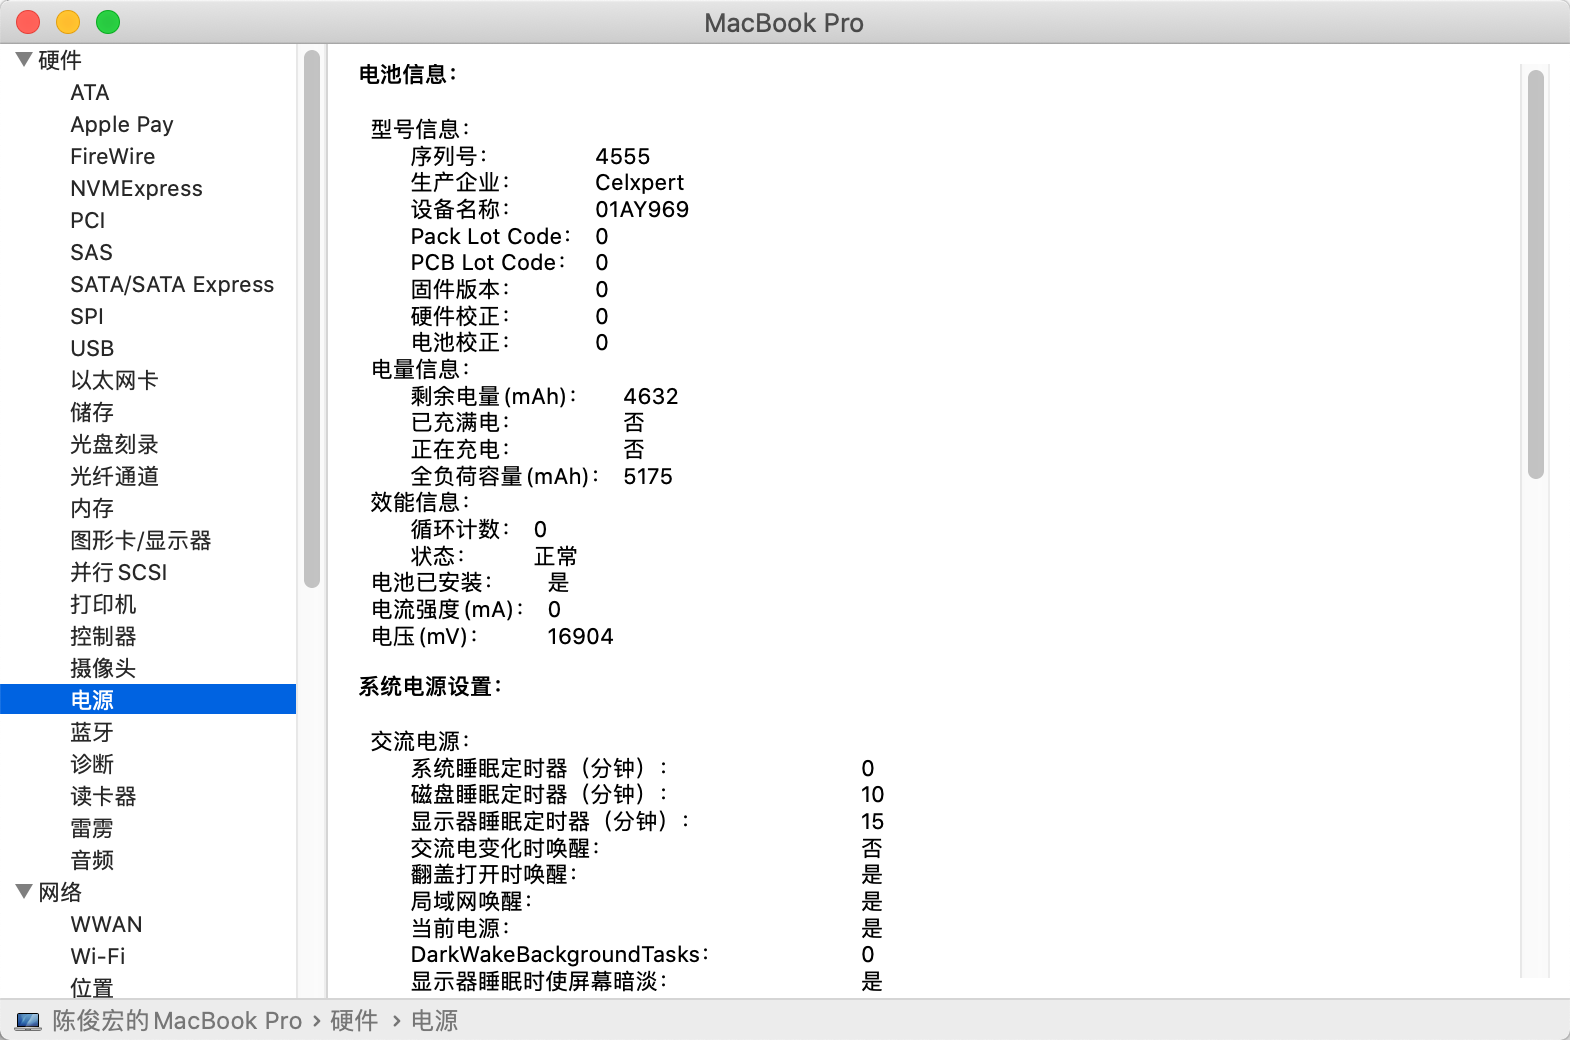 MacBook Pro
硬件
ATA
Apple Pay
FireWire
NVMExpress
PCI
SAS
SATA/SATA Express
SPI
USB
以太网卡
储存
光盘刻录
光纤通道
内存
图形卡/显示器
并行 SCSI
打印机
控制器
摄像头
电源
蓝牙
诊断
读卡器
雷雳
音频
网络
WWAN
Wi-Fi
位置
电池信息：
型号信息：
序列号： 4555
生产企业： Celxpert
设备名称： 01AY969
Pack Lot Code： 0
PCB Lot Code： 0
固件版本： 0
硬件校正： 0
电池校正： 0
电量信息：
剩余电量 (mAh)： 4632
已充满电： 否
正在充电： 否
全负荷容量 (mAh)： 5175
效能信息：
循环计数： 0
状态： 正常
电池已安装： 是
电流强度 (mA)： 0
电压 (mV)： 16904
系统电源设置：
交流电源：
系统睡眠定时器（分钟）： 0
磁盘睡眠定时器（分钟）： 10
显示器睡眠定时器（分钟）： 15
交流电变化时唤醒： 否
翻盖打开时唤醒： 是
局域网唤醒： 是
当前电源： 是
DarkWakeBackgroundTasks： 0
显示器睡眠时使屏幕暗淡： 是
陈俊宏的 MacBook Pro › 硬件 › 电源